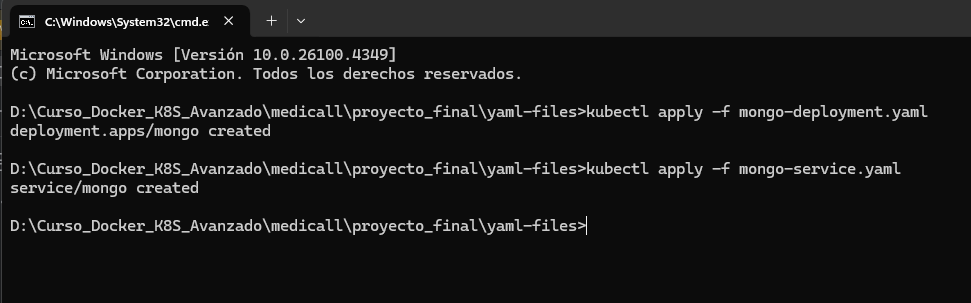 C:\Windows\System32\cmd.e
Microsoft Windows [Versión 10.0.26100.4349]
(c) Microsoft Corporation. Todos los derechos reservados.
D:\Curso_Docker_K8S_Avanzado\medicall\proyecto_final\yaml-files>kubectl apply -f mongo-deployment.yaml
deployment.apps/mongo created
D:\Curso_Docker_K8S_Avanzado\medicall\proyecto_final\yaml-files>kubectl apply -f mongo-service.yaml
service/mongo created
D:\Curso_Docker_K8S_Avanzado\medicall\proyecto_final\yaml-files>